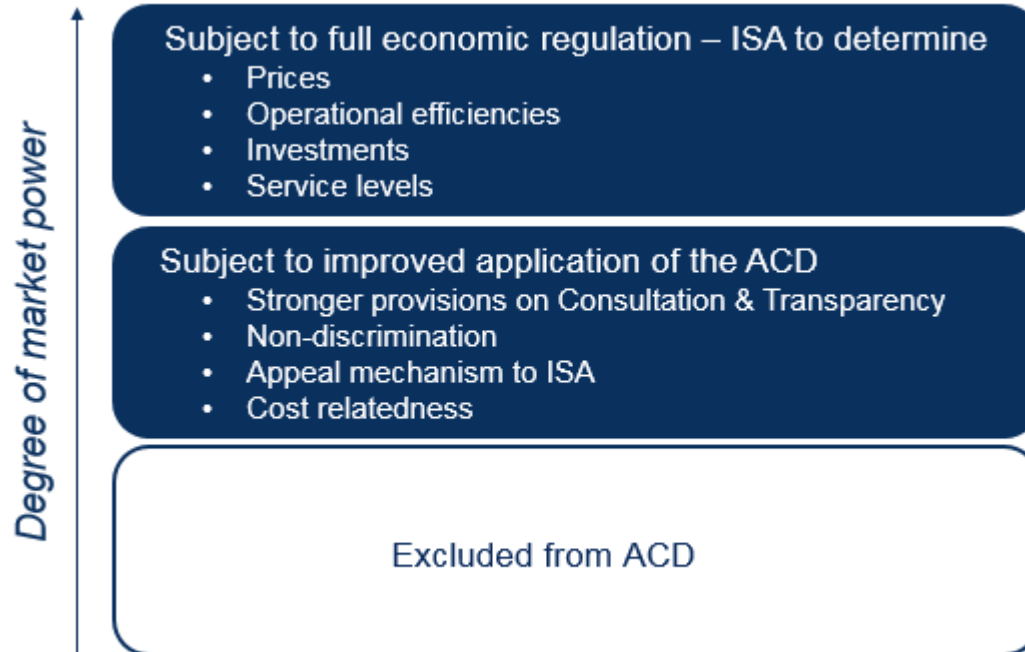 Degree of market power
Subject to full economic regulation – ISA to determine
• Prices
• Operational efficiencies
• Investments
• Service levels
Subject to improved application of the ACD
• Stronger provisions on Consultation & Transparency
• Non-discrimination
• Appeal mechanism to ISA
• Cost relatedness
Excluded from ACD